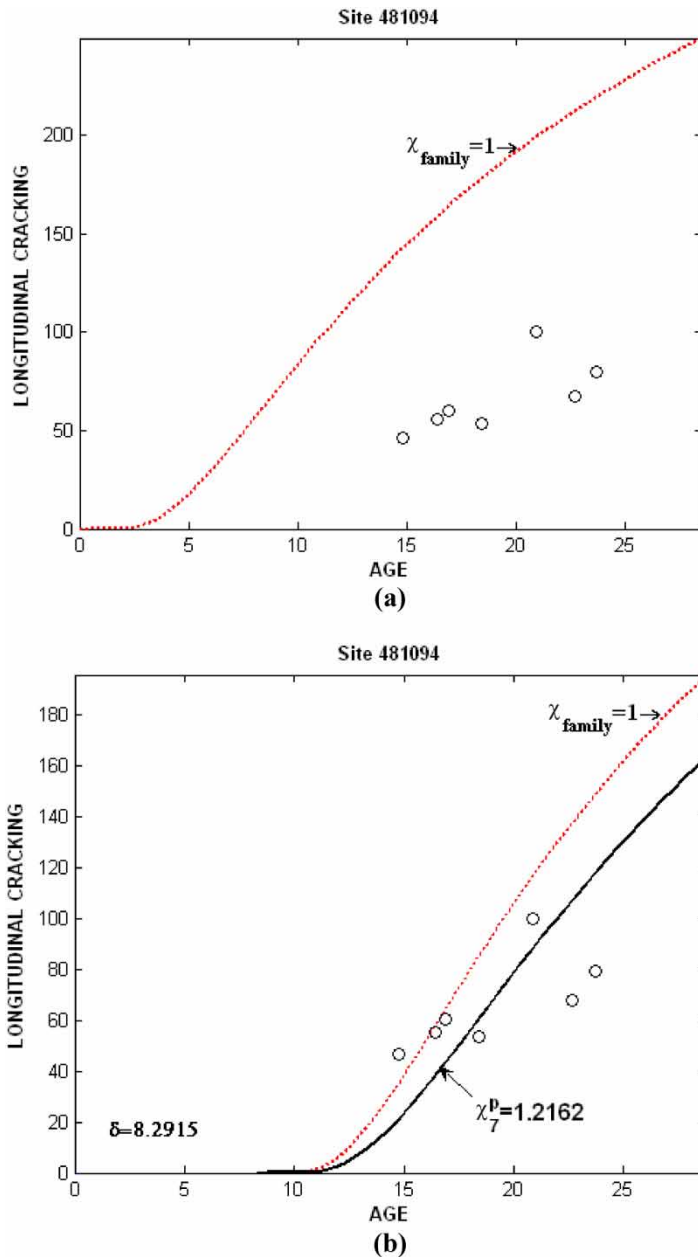 Site 481094
χfamily=1→
LONGITUDINAL CRACKING
200
150
100
50
0
0 5 10 15 20 25
AGE
(a)
Site 481094
χfamily=1→
LONGITUDINAL CRACKING
180
160
140
120
100
80
60
40
20
0
χ7p=1.2162
δ=8.2915
0 5 10 15 20 25
AGE
(b)